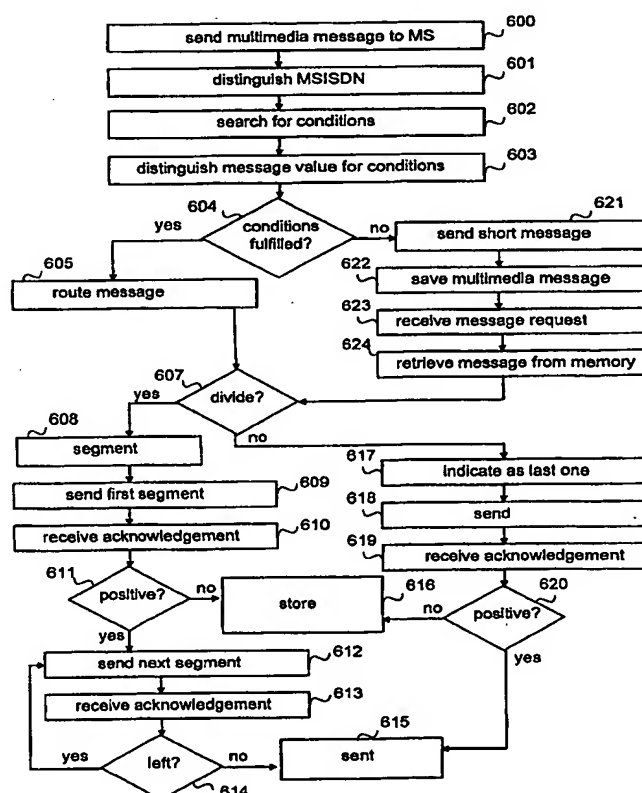 send multimedia message to MS
600
distinguish MSISDN
601
search for conditions
602
distinguish message value for conditions
603
604
conditions
fulfilled?
yes
no
605
route message
621
send short message
622
save multimedia message
623
receive message request
624
retrieve message from memory
607
divide?
yes
no
608
segment
send first segment
609
receive acknowledgement
610
611
positive?
no
yes
store
616
617
indicate as last one
618
send
619
receive acknowledgement
620
positive?
no
yes
send next segment
612
receive acknowledgement
613
left?
yes
no
614
615
sent